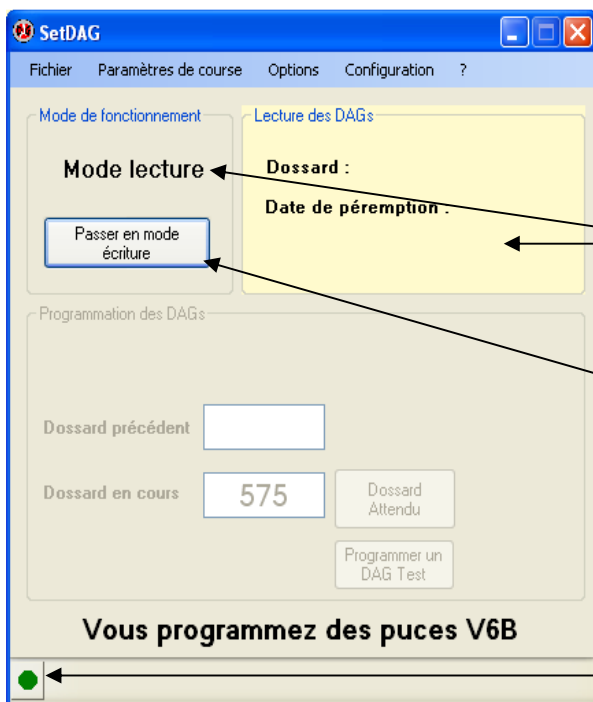 SetDAG
Fichier Paramètres de course Options Configuration ?
Mode de fonctionnement
Mode lecture
Passer en mode
écriture
Lecture des DAGs
Dossard :
Date de péremption :
Programmation des DAGs
Dossard précédent
Dossard en cours
575
Dossard
Attendu
Programmer un
DAG Test
Vous programmez des puces V6B